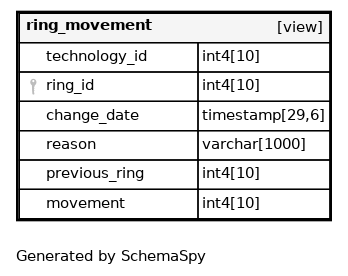 ring_movement [view]
technology_id int4[10]
ring_id int4[10]
change_date timestamp[29,6]
reason varchar[1000]
previous_ring int4[10]
movement int4[10]
Generated by SchemaSpy